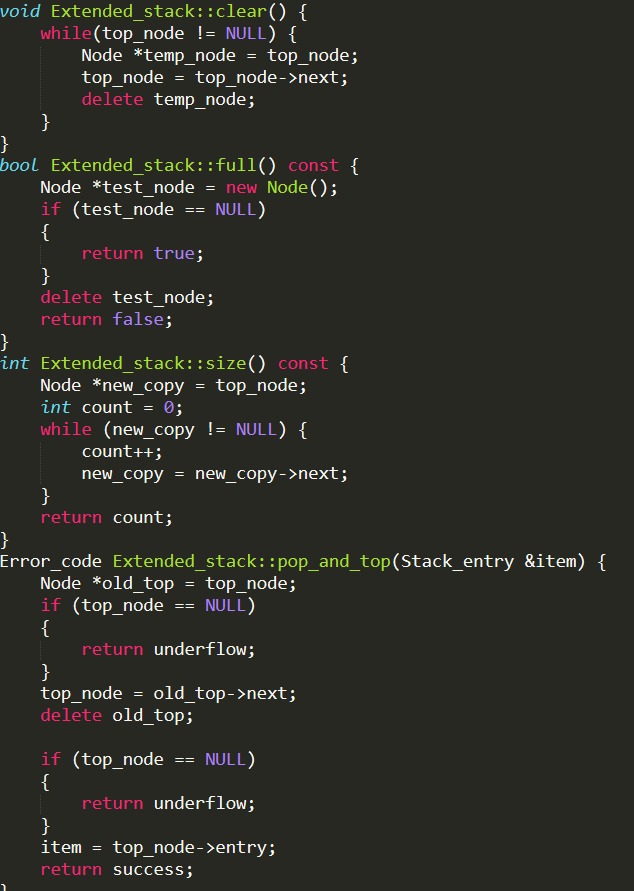 void Extended_stack::clear() {
    while(top_node != NULL) {
        Node *temp_node = top_node;
        top_node = top_node->next;
        delete temp_node;
    }
}
bool Extended_stack::full() const {
    Node *test_node = new Node();
    if (test_node == NULL)
    {
        return true;
    }
    delete test_node;
    return false;
}
int Extended_stack::size() const {
    Node *new_copy = top_node;
    int count = 0;
    while (new_copy != NULL) {
        count++;
        new_copy = new_copy->next;
    }
    return count;
}
Error_code Extended_stack::pop_and_top(Stack_entry &item) {
    Node *old_top = top_node;
    if (top_node == NULL)
    {
        return underflow;
    }
    top_node = old_top->next;
    delete old_top;

    if (top_node == NULL)
    {
        return underflow;
    }
    item = top_node->entry;
    return success;
}